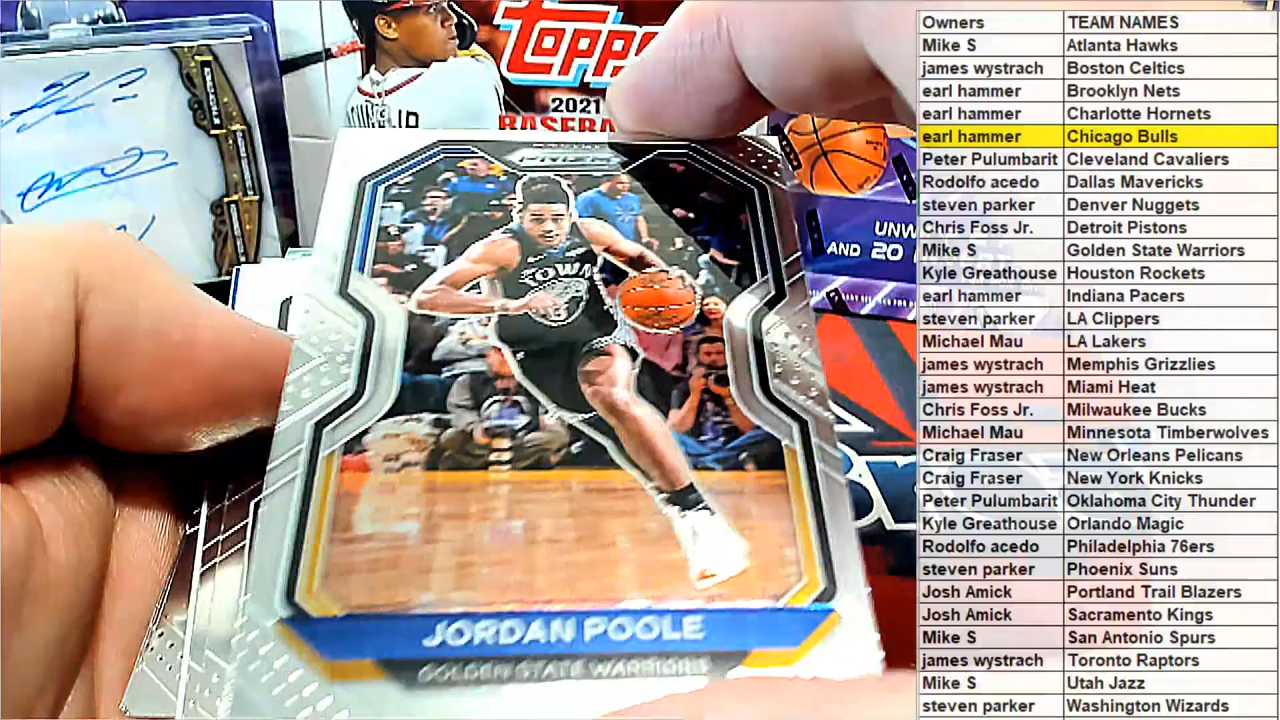 TOPPS
2021
BASEBA
UNW
AND 20
PRIZM
TOWN
JORDAN POOLE
GOLDEN STATE WARRIORS
Owners TEAM NAMES
Mike S Atlanta Hawks
james wystrach Boston Celtics
earl hammer Brooklyn Nets
earl hammer Charlotte Hornets
earl hammer Chicago Bulls
Peter Pulumbarit Cleveland Cavaliers
Rodolfo acedo Dallas Mavericks
steven parker Denver Nuggets
Chris Foss Jr. Detroit Pistons
Mike S Golden State Warriors
Kyle Greathouse Houston Rockets
earl hammer Indiana Pacers
steven parker LA Clippers
Michael Mau LA Lakers
james wystrach Memphis Grizzlies
james wystrach Miami Heat
Chris Foss Jr. Milwaukee Bucks
Michael Mau Minnesota Timberwolves
Craig Fraser New Orleans Pelicans
Craig Fraser New York Knicks
Peter Pulumbarit Oklahoma City Thunder
Kyle Greathouse Orlando Magic
Rodolfo acedo Philadelphia 76ers
steven parker Phoenix Suns
Josh Amick Portland Trail Blazers
Josh Amick Sacramento Kings
Mike S San Antonio Spurs
james wystrach Toronto Raptors
Mike S Utah Jazz
steven parker Washington Wizards